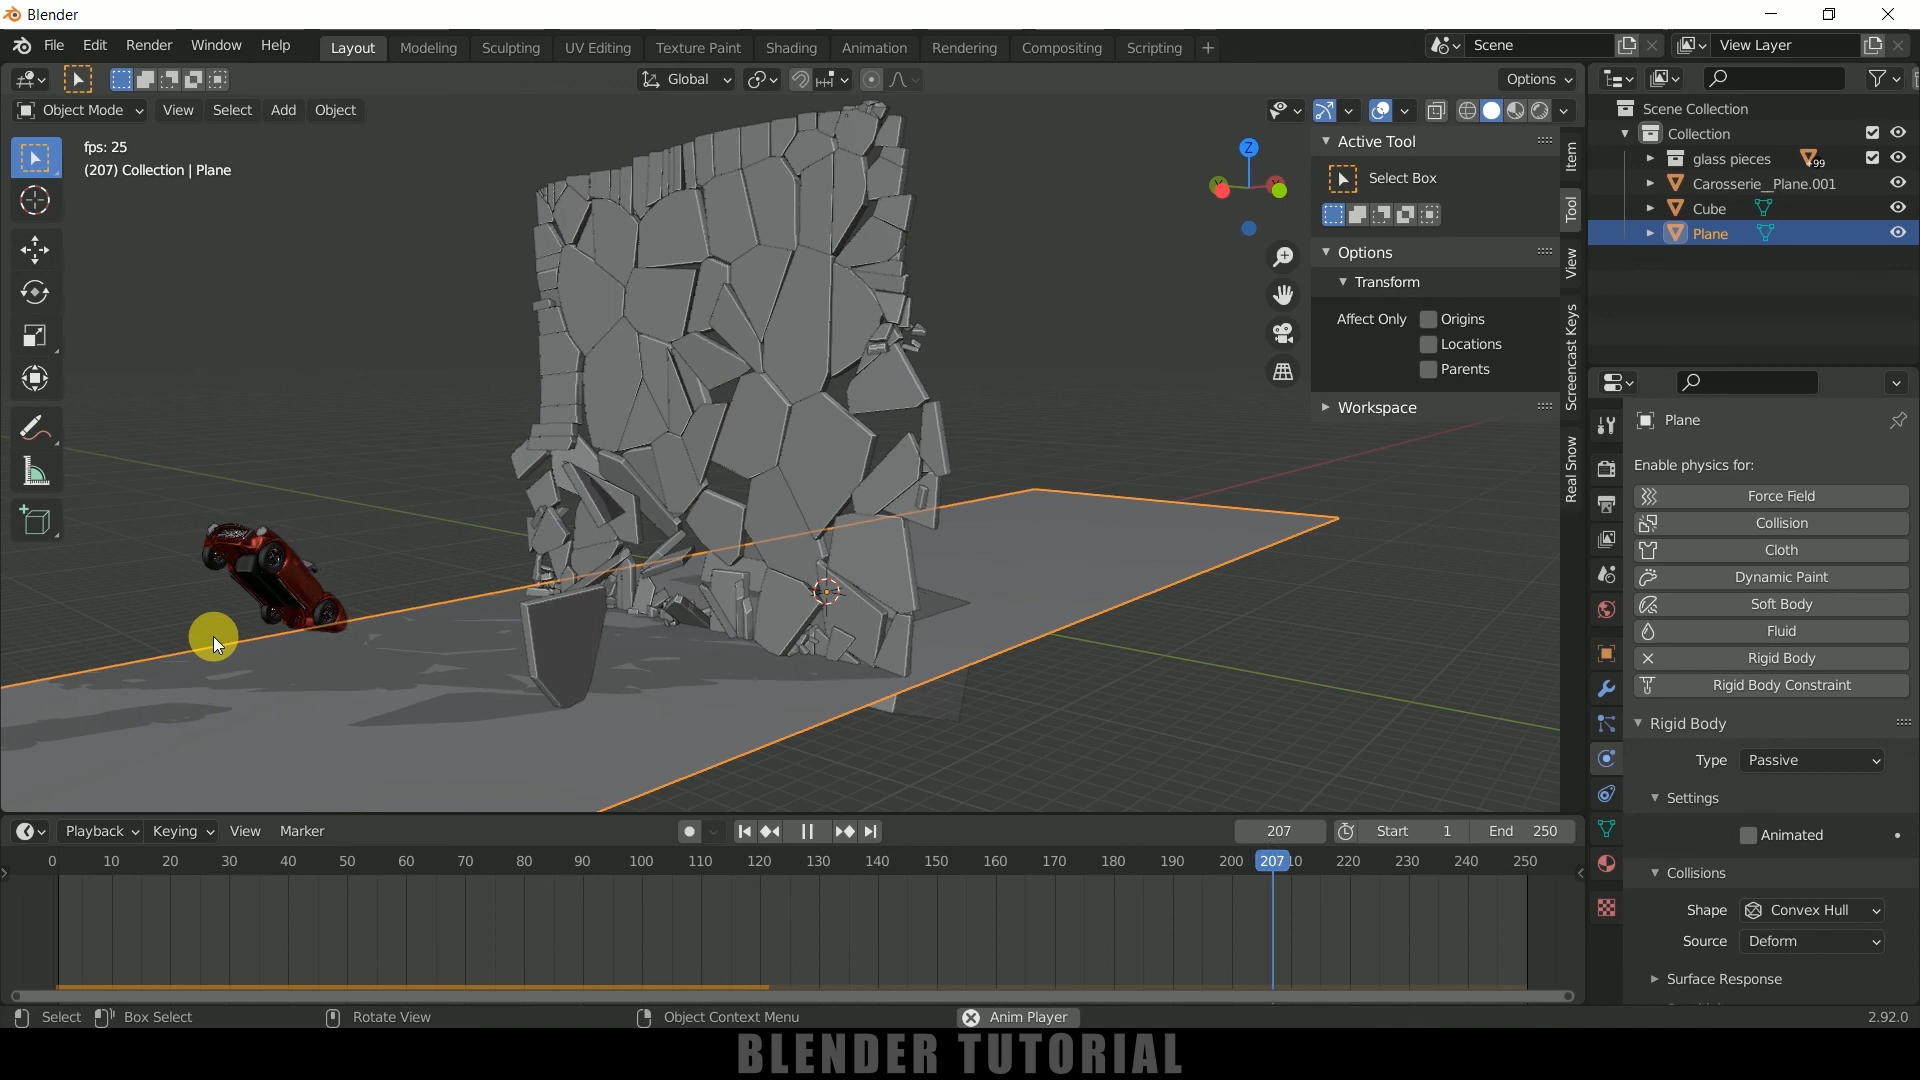 Blender
File Edit Render Window Help Layout Modeling Sculpting UV Editing Texture Paint Shading Animation Rendering Compositing Scripting + Scene View Layer
Global Options
Object Mode View Select Add Object
fps: 25
(207) Collection | Plane
Z
Active Tool
Select Box
Options
Transform
Affect Only Origins
Locations
Parents
Workspace
Item
Tool
View
Screencast Keys
Real Snow
Scene Collection
Collection
glass pieces +99
Carosserie__Plane.001
Cube
Plane
Plane
Enable physics for:
Force Field
Collision
Cloth
Dynamic Paint
Soft Body
Fluid
Rigid Body
Rigid Body Constraint
Rigid Body
Type Passive
Settings
Animated
Collisions
Shape Convex Hull
Source Deform
Surface Response
Playback Keying View Marker 207 Start 1 End 250
0 10 20 30 40 50 60 70 80 90 100 110 120 130 140 150 160 170 180 190 200 207 10 220 230 240 250
Select Box Select Rotate View Object Context Menu Anim Player 2.92.0
BLENDER TUTORIAL